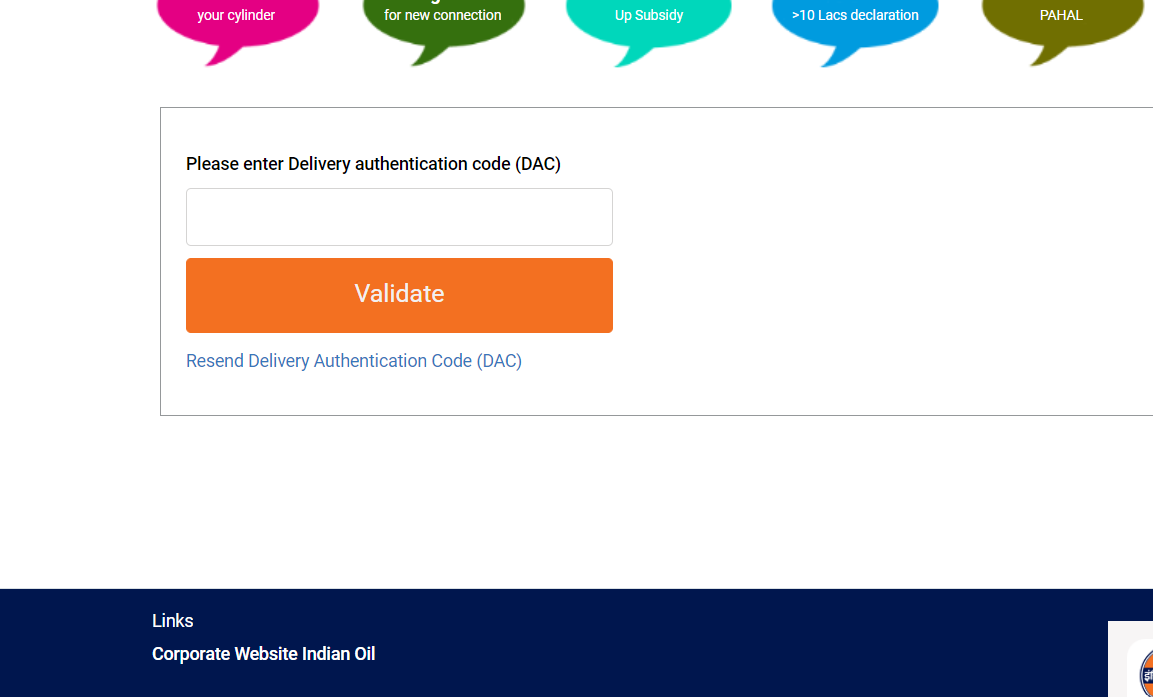 your cylinder
for new connection
Up Subsidy
>10 Lacs declaration
PAHAL
Please enter Delivery authentication code (DAC)
Validate
Resend Delivery Authentication Code (DAC)
Links
Corporate Website Indian Oil